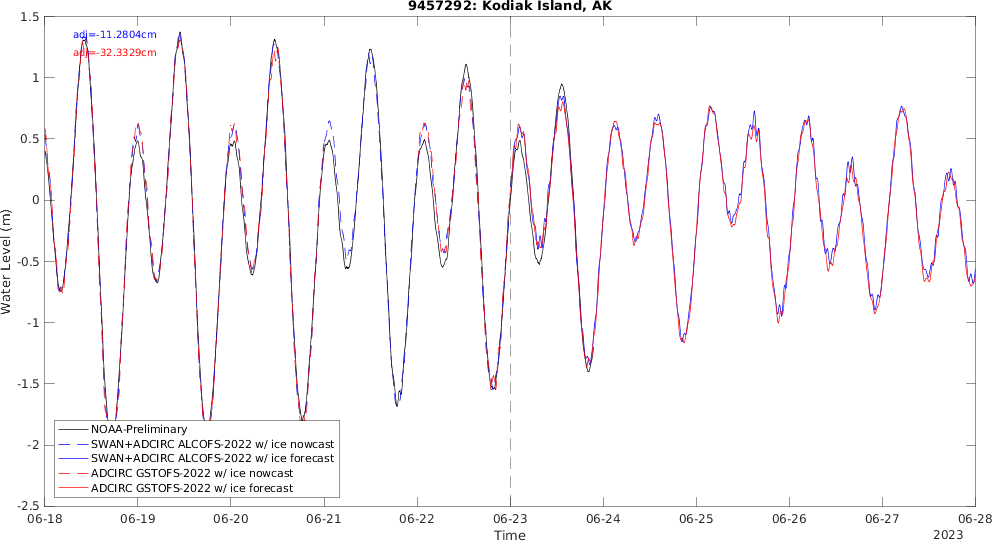 9457292: Kodiak Island, AK
adj=-11.2804cm
adj=-32.3329cm
1.5
1
0.5
0
-0.5
-1
-1.5
-2
-2.5
Water Level (m)
NOAA-Preliminary
SWAN+ADCIRC ALCOFS-2022 w/ ice nowcast
SWAN+ADCIRC ALCOFS-2022 w/ ice forecast
ADCIRC GSTOFS-2022 w/ ice nowcast
ADCIRC GSTOFS-2022 w/ ice forecast
06-18 06-19 06-20 06-21 06-22 06-23 06-24 06-25 06-26 06-27 06-28
Time
2023